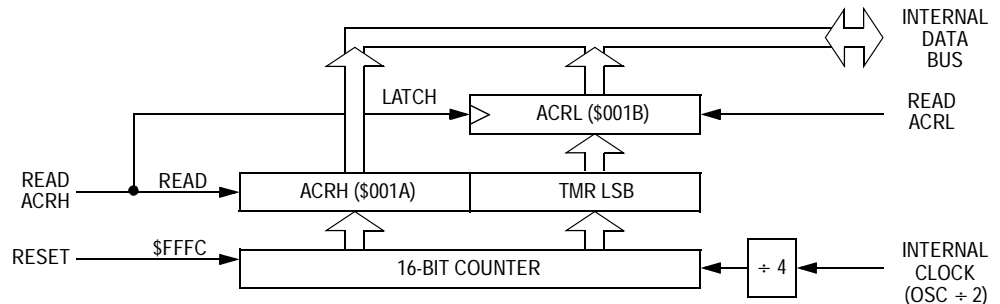 INTERNAL
DATA
BUS
LATCH
ACRL ($001B)
READ
ACRL
READ
ACRH
READ
ACRH ($001A)
TMR LSB
RESET
$FFFC
16-BIT COUNTER
÷ 4
INTERNAL
CLOCK
(OSC ÷ 2)